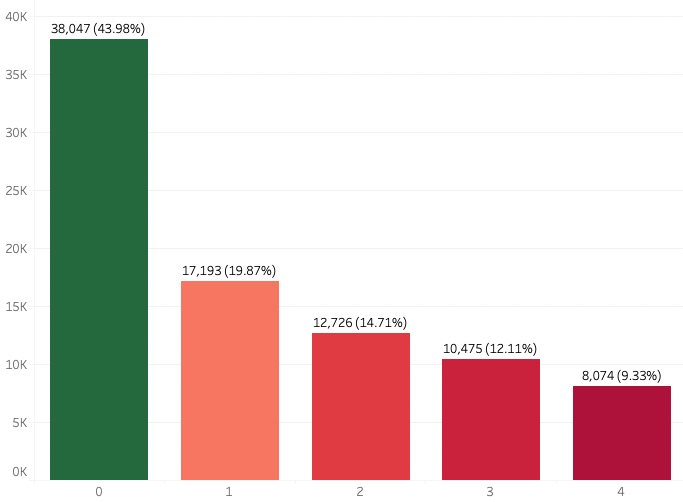 40K
38,047 (43.98%)
35K
30K
25K
20K
17,193 (19.87%)
15K
12,726 (14.71%)
10,475 (12.11%)
10K
8,074 (9.33%)
5K
0K
0 1 2 3 4